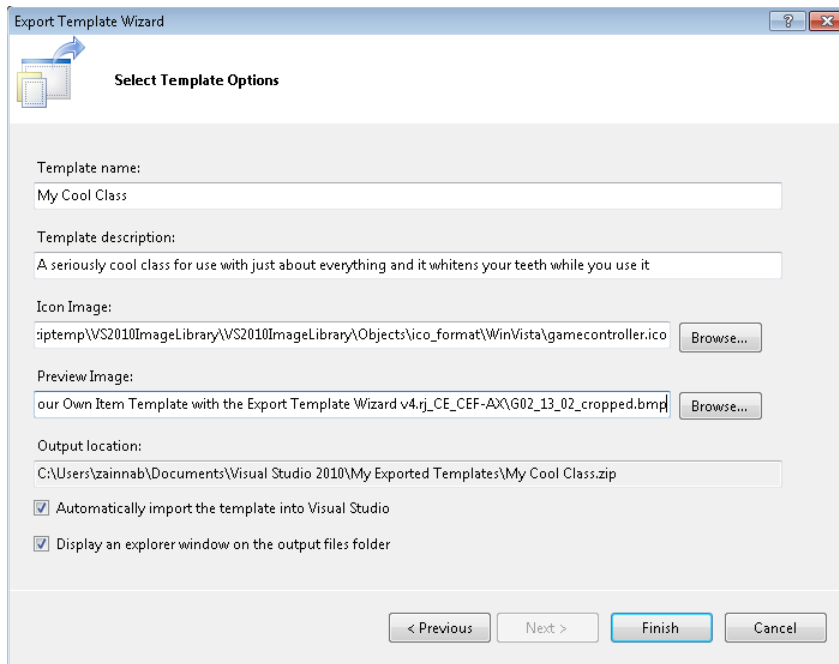 Export Template Wizard
Select Template Options
Template name:
My Cool Class
Template description:
A seriously cool class for use with just about everything and it whitens your teeth while you use it
Icon Image:
:iptemp\VS2010ImageLibrary\VS2010ImageLibrary\Objects\ico_format\WinVista\gamecontroller.ico
Browse...
Preview Image:
our Own Item Template with the Export Template Wizard v4.rj_CE_CEF-AX\G02_13_02_cropped.bmp
Browse...
Output location:
C:\Users\zainnab\Documents\Visual Studio 2010\My Exported Templates\My Cool Class.zip
Automatically import the template into Visual Studio
Display an explorer window on the output files folder
< Previous
Next >
Finish
Cancel